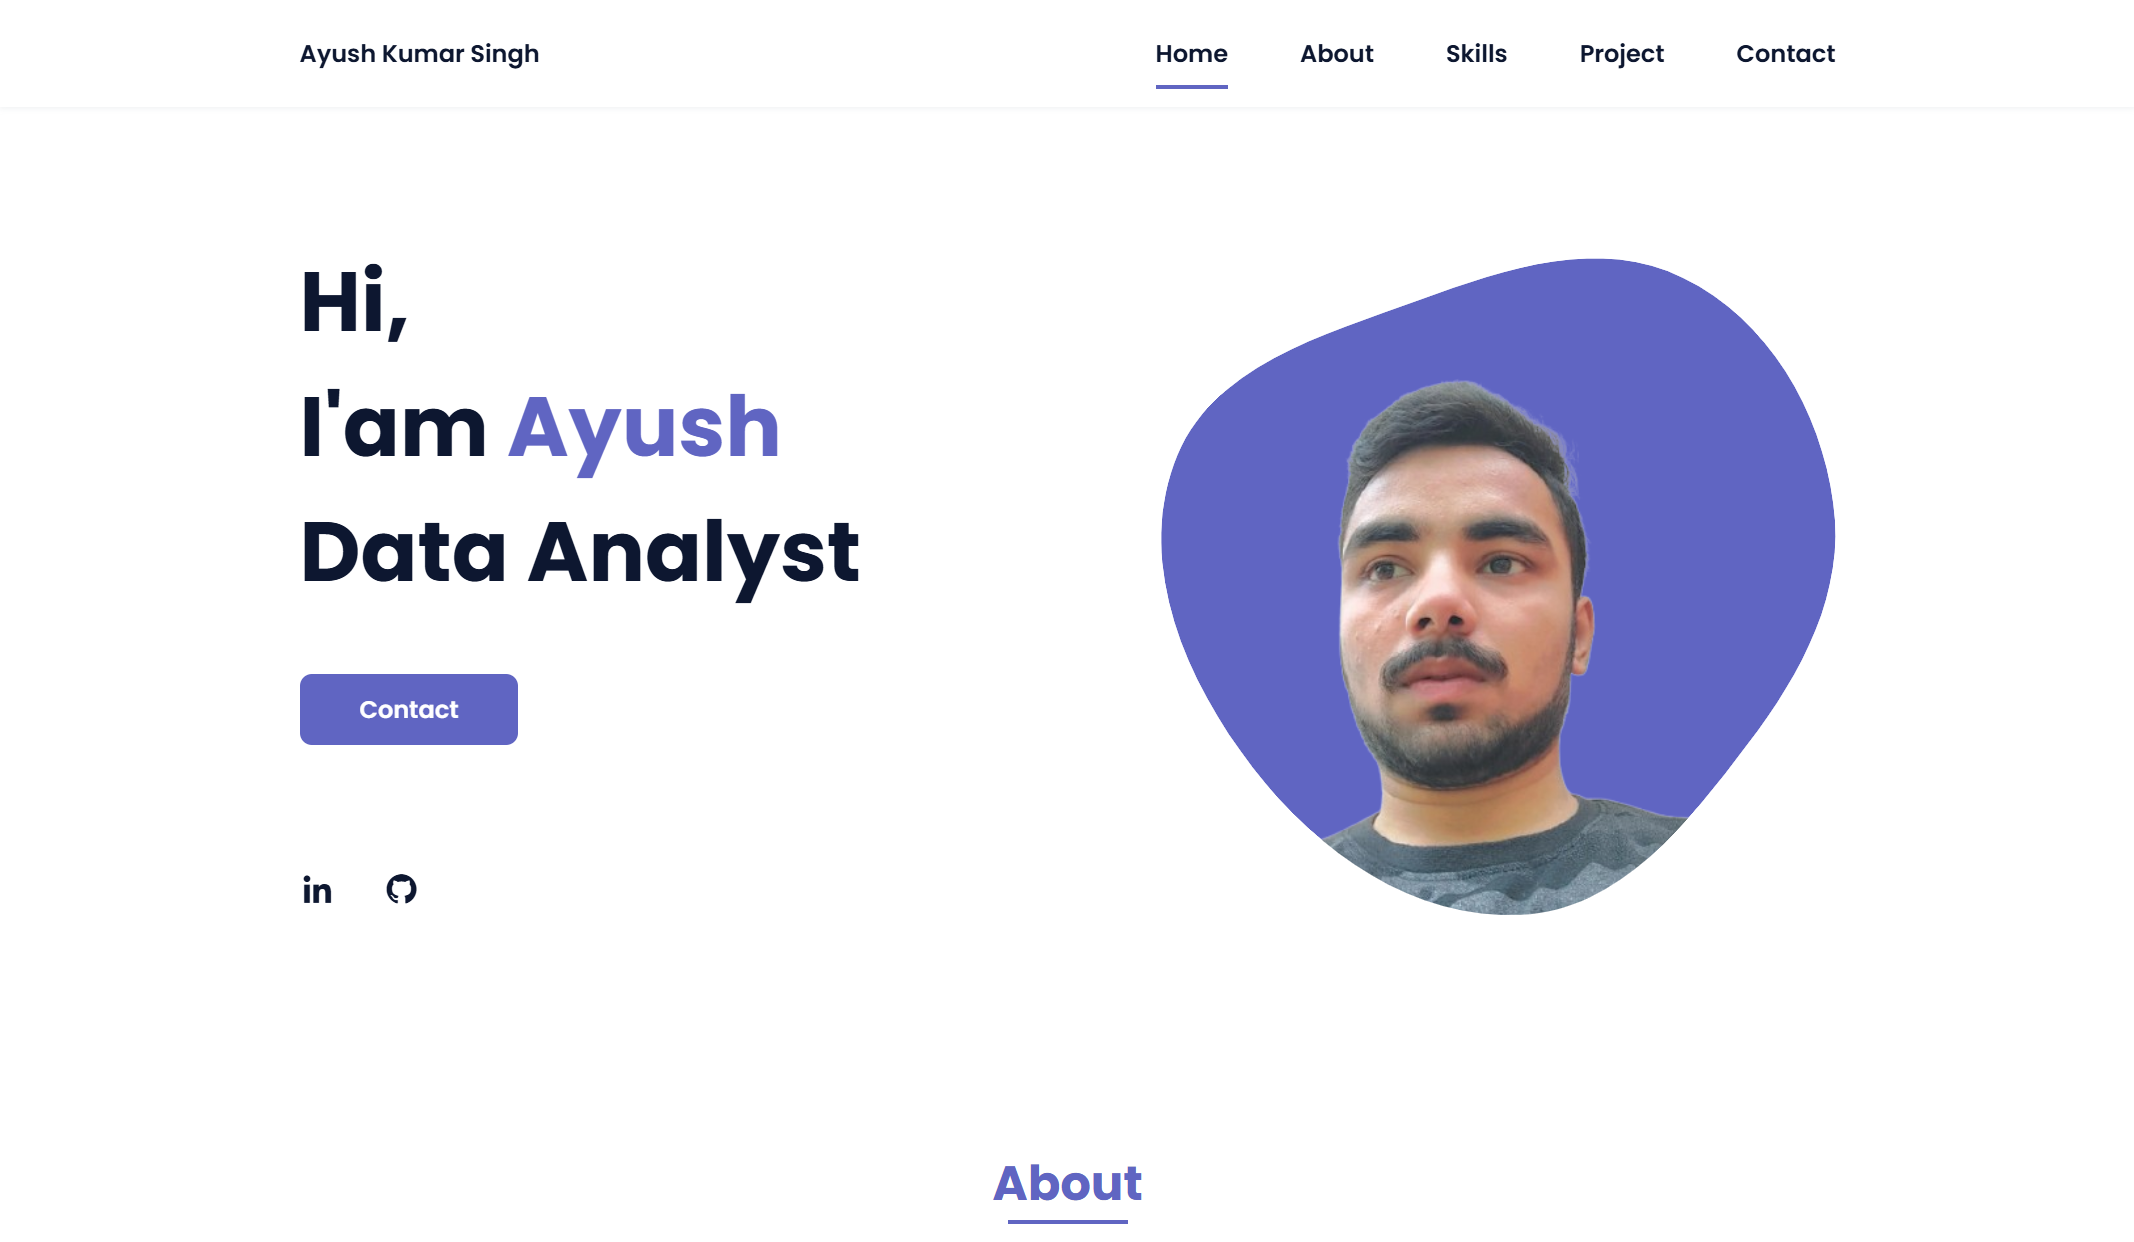 Ayush Kumar Singh
Home About Skills Project Contact
Hi,
I'am Ayush
Data Analyst
Contact
in
About